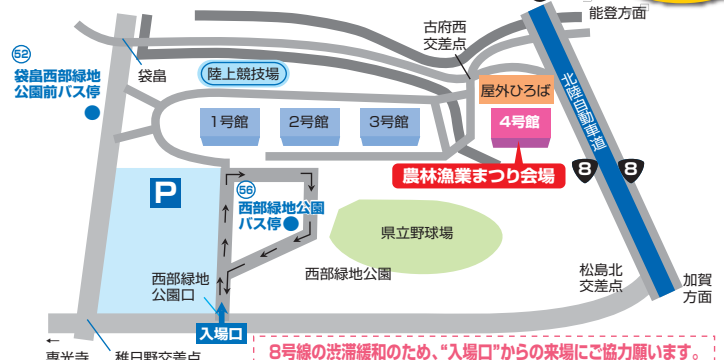 能登方面
古府西
交差点
52
袋畠西部緑地
公園前バス停
袋畠
陸上競技場
屋外ひろば
北陸自動車道
1号館
2号館
3号館
4号館
農林漁業まつり会場
8
8
P
56
西部緑地公園
バス停
県立野球場
西部緑地
公園口
西部緑地公園
松島北
交差点
加賀
方面
入場口
専光寺
稚日野交差点
8号線の渋滞緩和のため、“入場口”からの来場にご協力願います。